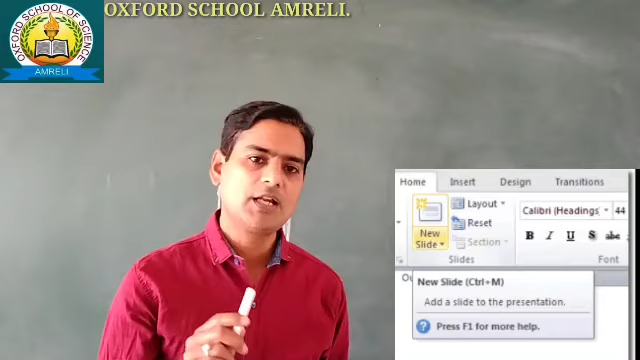 OXFORD SCHOOL OF SCIENCE
AMRELI
OXFORD SCHOOL AMRELI.
Home Insert Design Transitions
New Slide
Layout
Reset
Section
Slides
Calibri (Headings) 44
B I U S abc
Font
New Slide (Ctrl+M)
Add a slide to the presentation.
Press F1 for more help.